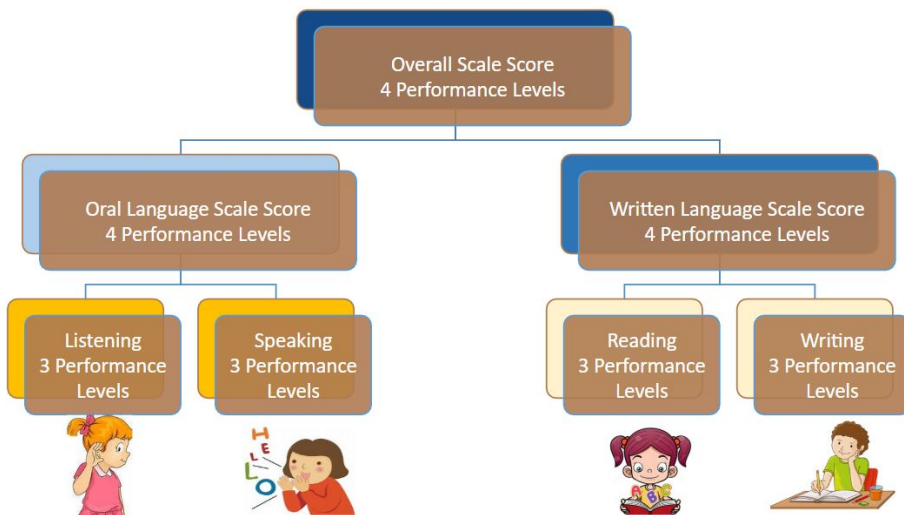 Overall Scale Score
4 Performance Levels
Oral Language Scale Score
4 Performance Levels
Written Language Scale Score
4 Performance Levels
Listening
3 Performance
Levels
Speaking
3 Performance
Levels
Reading
3 Performance
Levels
Writing
3 Performance
Levels
HELLO
A B C